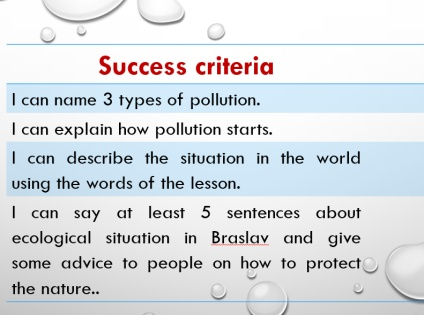 Success criteria
I can name 3 types of pollution.
I can explain how pollution starts.
I can describe the situation in the world
using the words of the lesson.
I can say at least 5 sentences about
ecological situation in Braslav and give
some advice to people on how to protect
the nature..